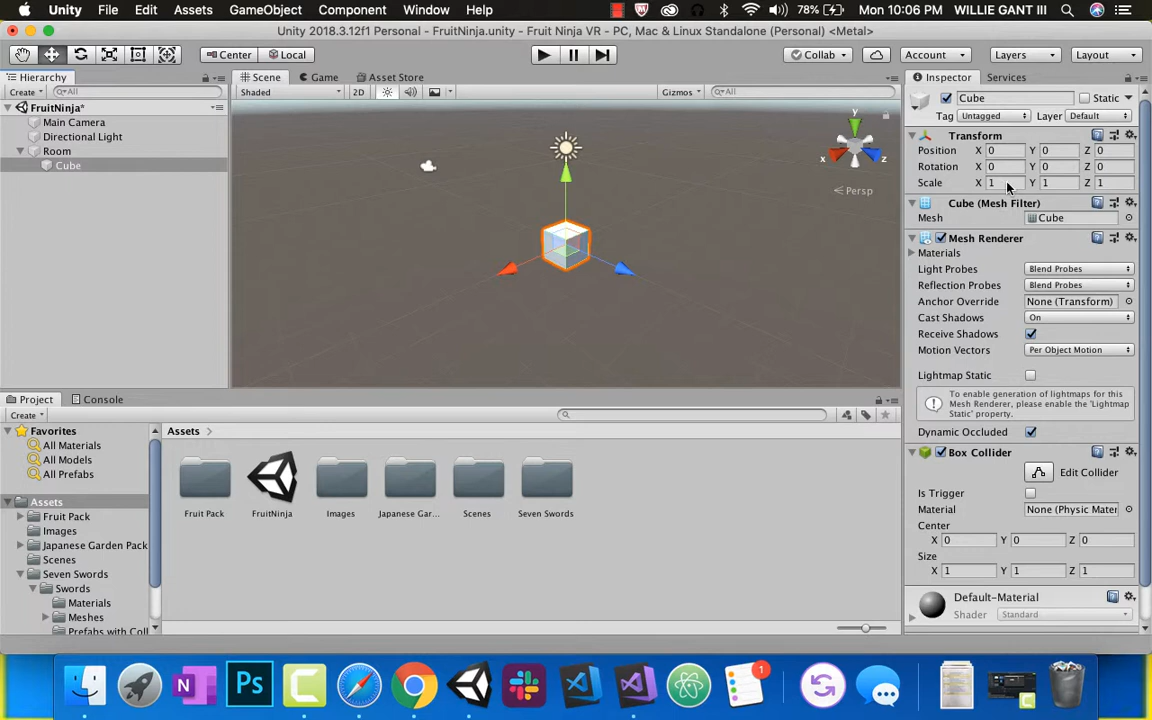 Unity File Edit Assets GameObject Component Window Help 78% Mon 10:06 PM WILLIE GANT III
Unity 2018.3.12f1 Personal - FruitNinja.unity - Fruit Ninja VR - PC, Mac & Linux Standalone (Personal) <Metal>
Center Local Collab Account Layers Layout
Hierarchy
Create All
FruitNinja*
Main Camera
Directional Light
Room
Cube
Scene Game Asset Store
Shaded 2D Gizmos All
y
x z
Persp
Inspector Services
Cube Static
Tag Untagged Layer Default
Transform
Position X 0 Y 0 Z 0
Rotation X 0 Y 0 Z 0
Scale X 1 Y 1 Z 1
Cube (Mesh Filter)
Mesh Cube
Mesh Renderer
Materials
Light Probes Blend Probes
Reflection Probes Blend Probes
Anchor Override None (Transform)
Cast Shadows On
Receive Shadows
Motion Vectors Per Object Motion
Lightmap Static
To enable generation of lightmaps for this
Mesh Renderer, please enable the 'Lightmap
Static' property.
Dynamic Occluded
Box Collider
Edit Collider
Is Trigger
Material None (Physic Mater
Center
X 0 Y 0 Z 0
Size
X 1 Y 1 Z 1
Default-Material
Shader Standard
Project Console
Create
Favorites
All Materials
All Models
All Prefabs
Assets
Fruit Pack
Images
Japanese Garden Pack
Scenes
Seven Swords
Swords
Materials
Meshes
Prefabs with Coll
Assets
Fruit Pack FruitNinja Images Japanese Gar... Scenes Seven Swords
N Ps C 1